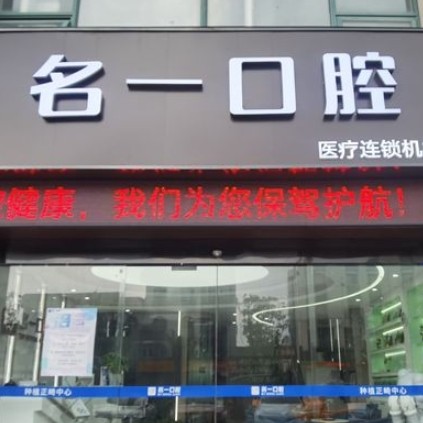 名一口腔
医疗连锁机
健康，我们为您保驾护航！
种植正畸中心 名一口腔 名一口腔 种植正畸中心